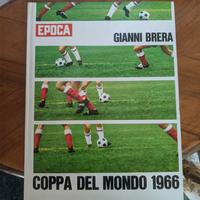 EPOCA
GIANNI BRERA
COPPA DEL MONDO 1966